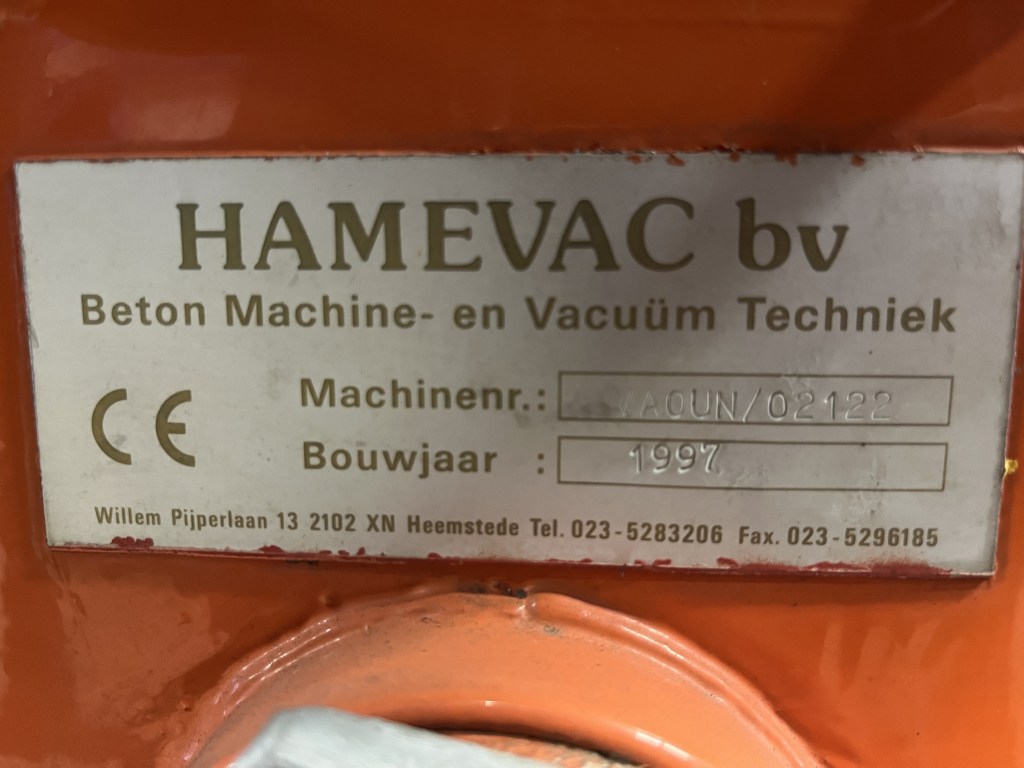 HAMEVAC bv
Beton Machine- en Vacuüm Techniek
CE
Machinenr.: VAOUN/02122
Bouwjaar : 1997
Willem Pijperlaan 13 2102 XN Heemstede Tel. 023-5283206 Fax. 023-5296185